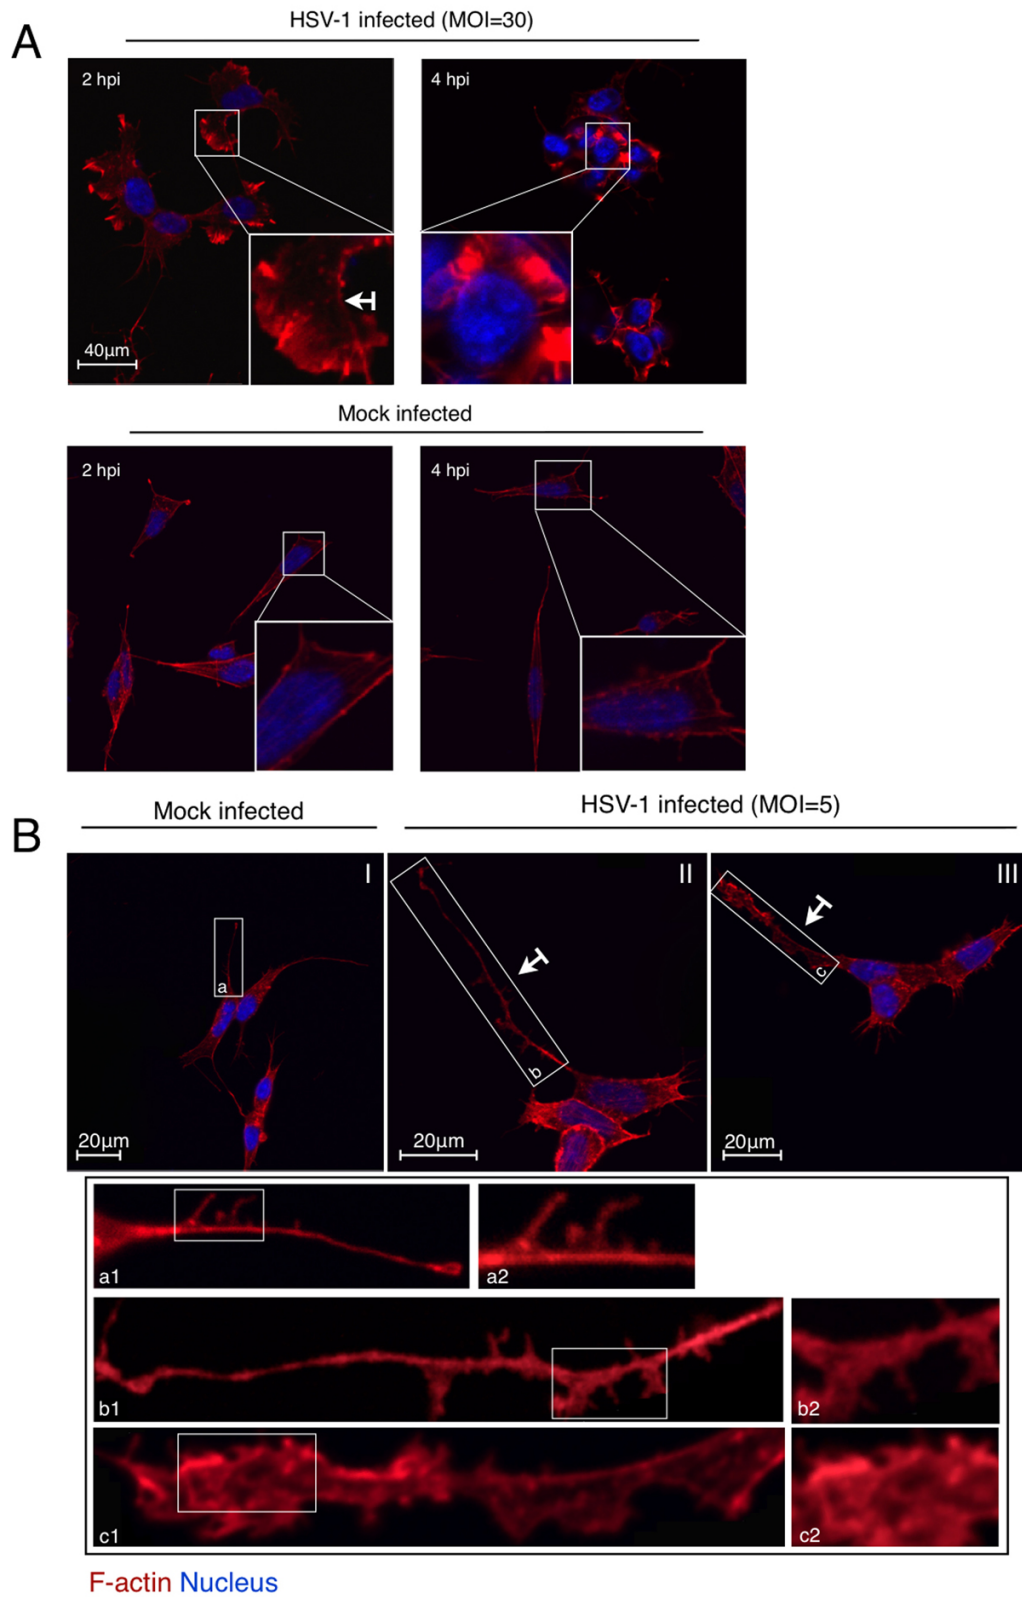 A
HSV-1 infected (MOI=30)
2 hpi
4 hpi
40µm
Mock infected
2 hpi
4 hpi
B
Mock infected
HSV-1 infected (MOI=5)
I
II
III
a
b
c
20µm
20µm
20µm
a1
a2
b1
b2
c1
c2
F-actin Nucleus